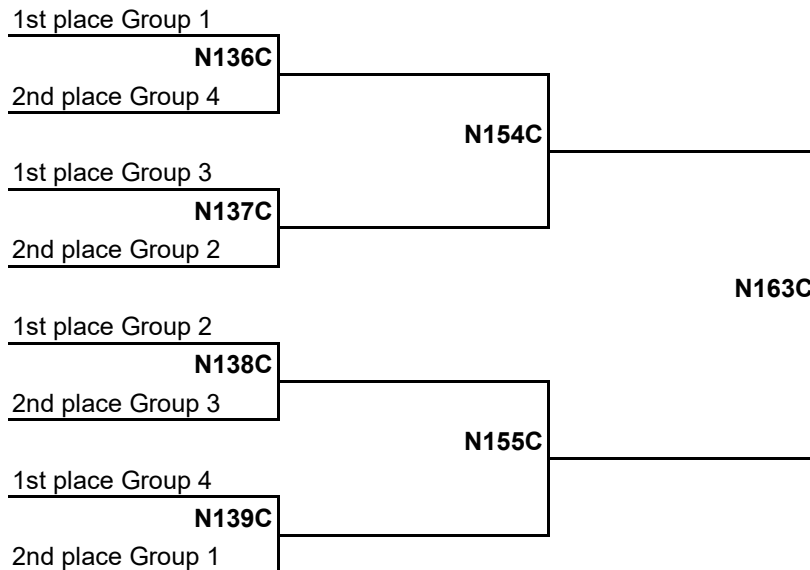 1st place Group 1
N136C
2nd place Group 4
N154C
1st place Group 3
N137C
2nd place Group 2
N163C
1st place Group 2
N138C
2nd place Group 3
N155C
1st place Group 4
N139C
2nd place Group 1